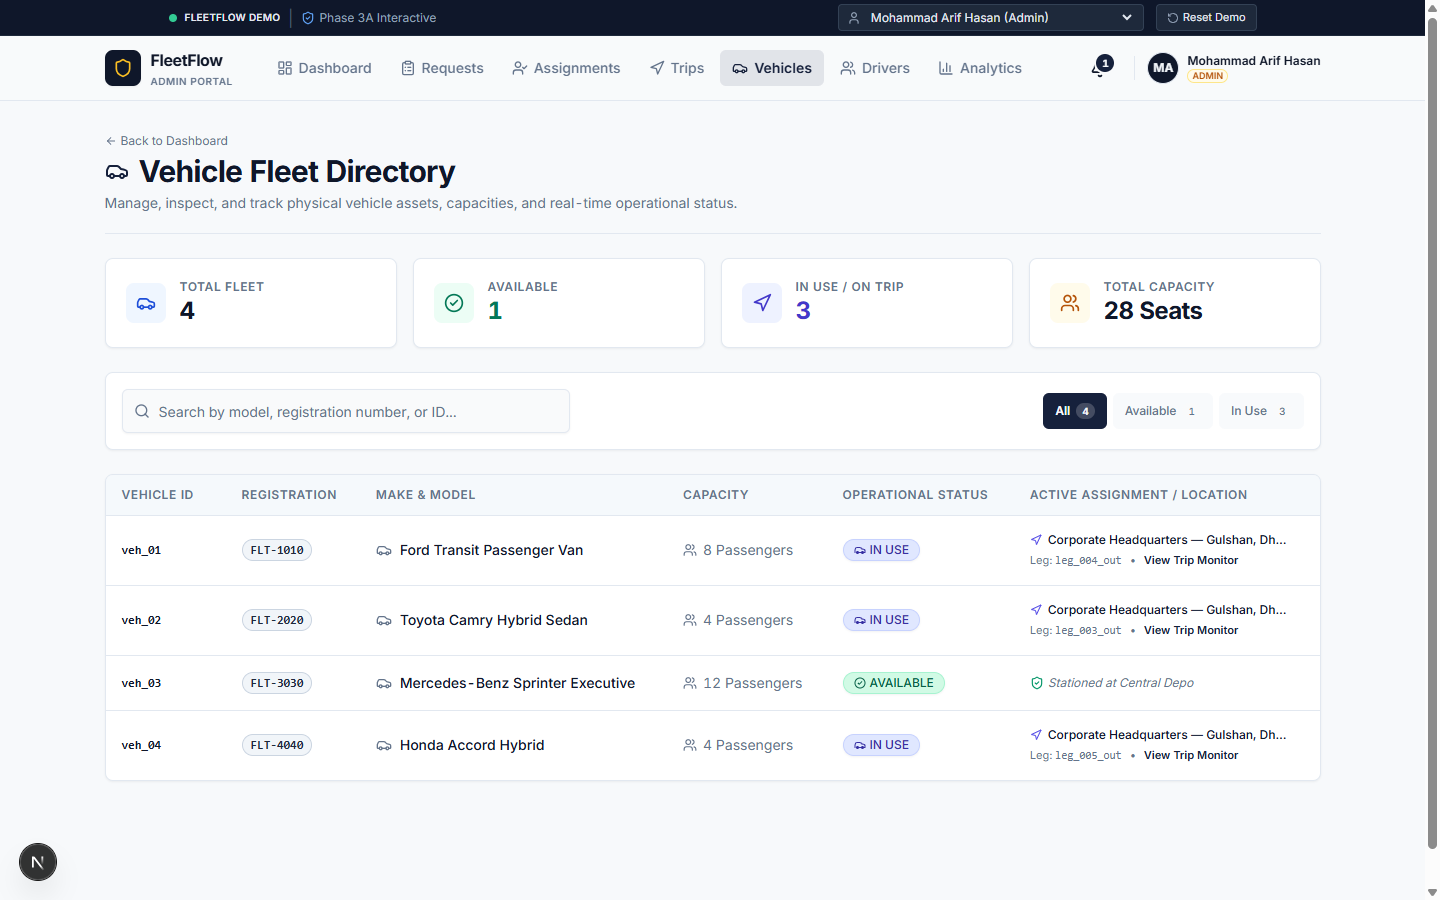 FLEETFLOW DEMO Phase 3A Interactive Mohammad Arif Hasan (Admin) Reset Demo
FleetFlow
ADMIN PORTAL
Dashboard Requests Assignments Trips Vehicles Drivers Analytics
1
MA
Mohammad Arif Hasan
ADMIN
← Back to Dashboard
Vehicle Fleet Directory
Manage, inspect, and track physical vehicle assets, capacities, and real-time operational status.
TOTAL FLEET
4
AVAILABLE
1
IN USE / ON TRIP
3
TOTAL CAPACITY
28 Seats
Search by model, registration number, or ID...
All 4 Available 1 In Use 3
VEHICLE ID REGISTRATION MAKE & MODEL CAPACITY OPERATIONAL STATUS ACTIVE ASSIGNMENT / LOCATION
veh_01 FLT-1010 Ford Transit Passenger Van 8 Passengers IN USE Corporate Headquarters — Gulshan, Dh...
Leg: leg_004_out • View Trip Monitor
veh_02 FLT-2020 Toyota Camry Hybrid Sedan 4 Passengers IN USE Corporate Headquarters — Gulshan, Dh...
Leg: leg_003_out • View Trip Monitor
veh_03 FLT-3030 Mercedes-Benz Sprinter Executive 12 Passengers AVAILABLE Stationed at Central Depo
veh_04 FLT-4040 Honda Accord Hybrid 4 Passengers IN USE Corporate Headquarters — Gulshan, Dh...
Leg: leg_005_out • View Trip Monitor
N